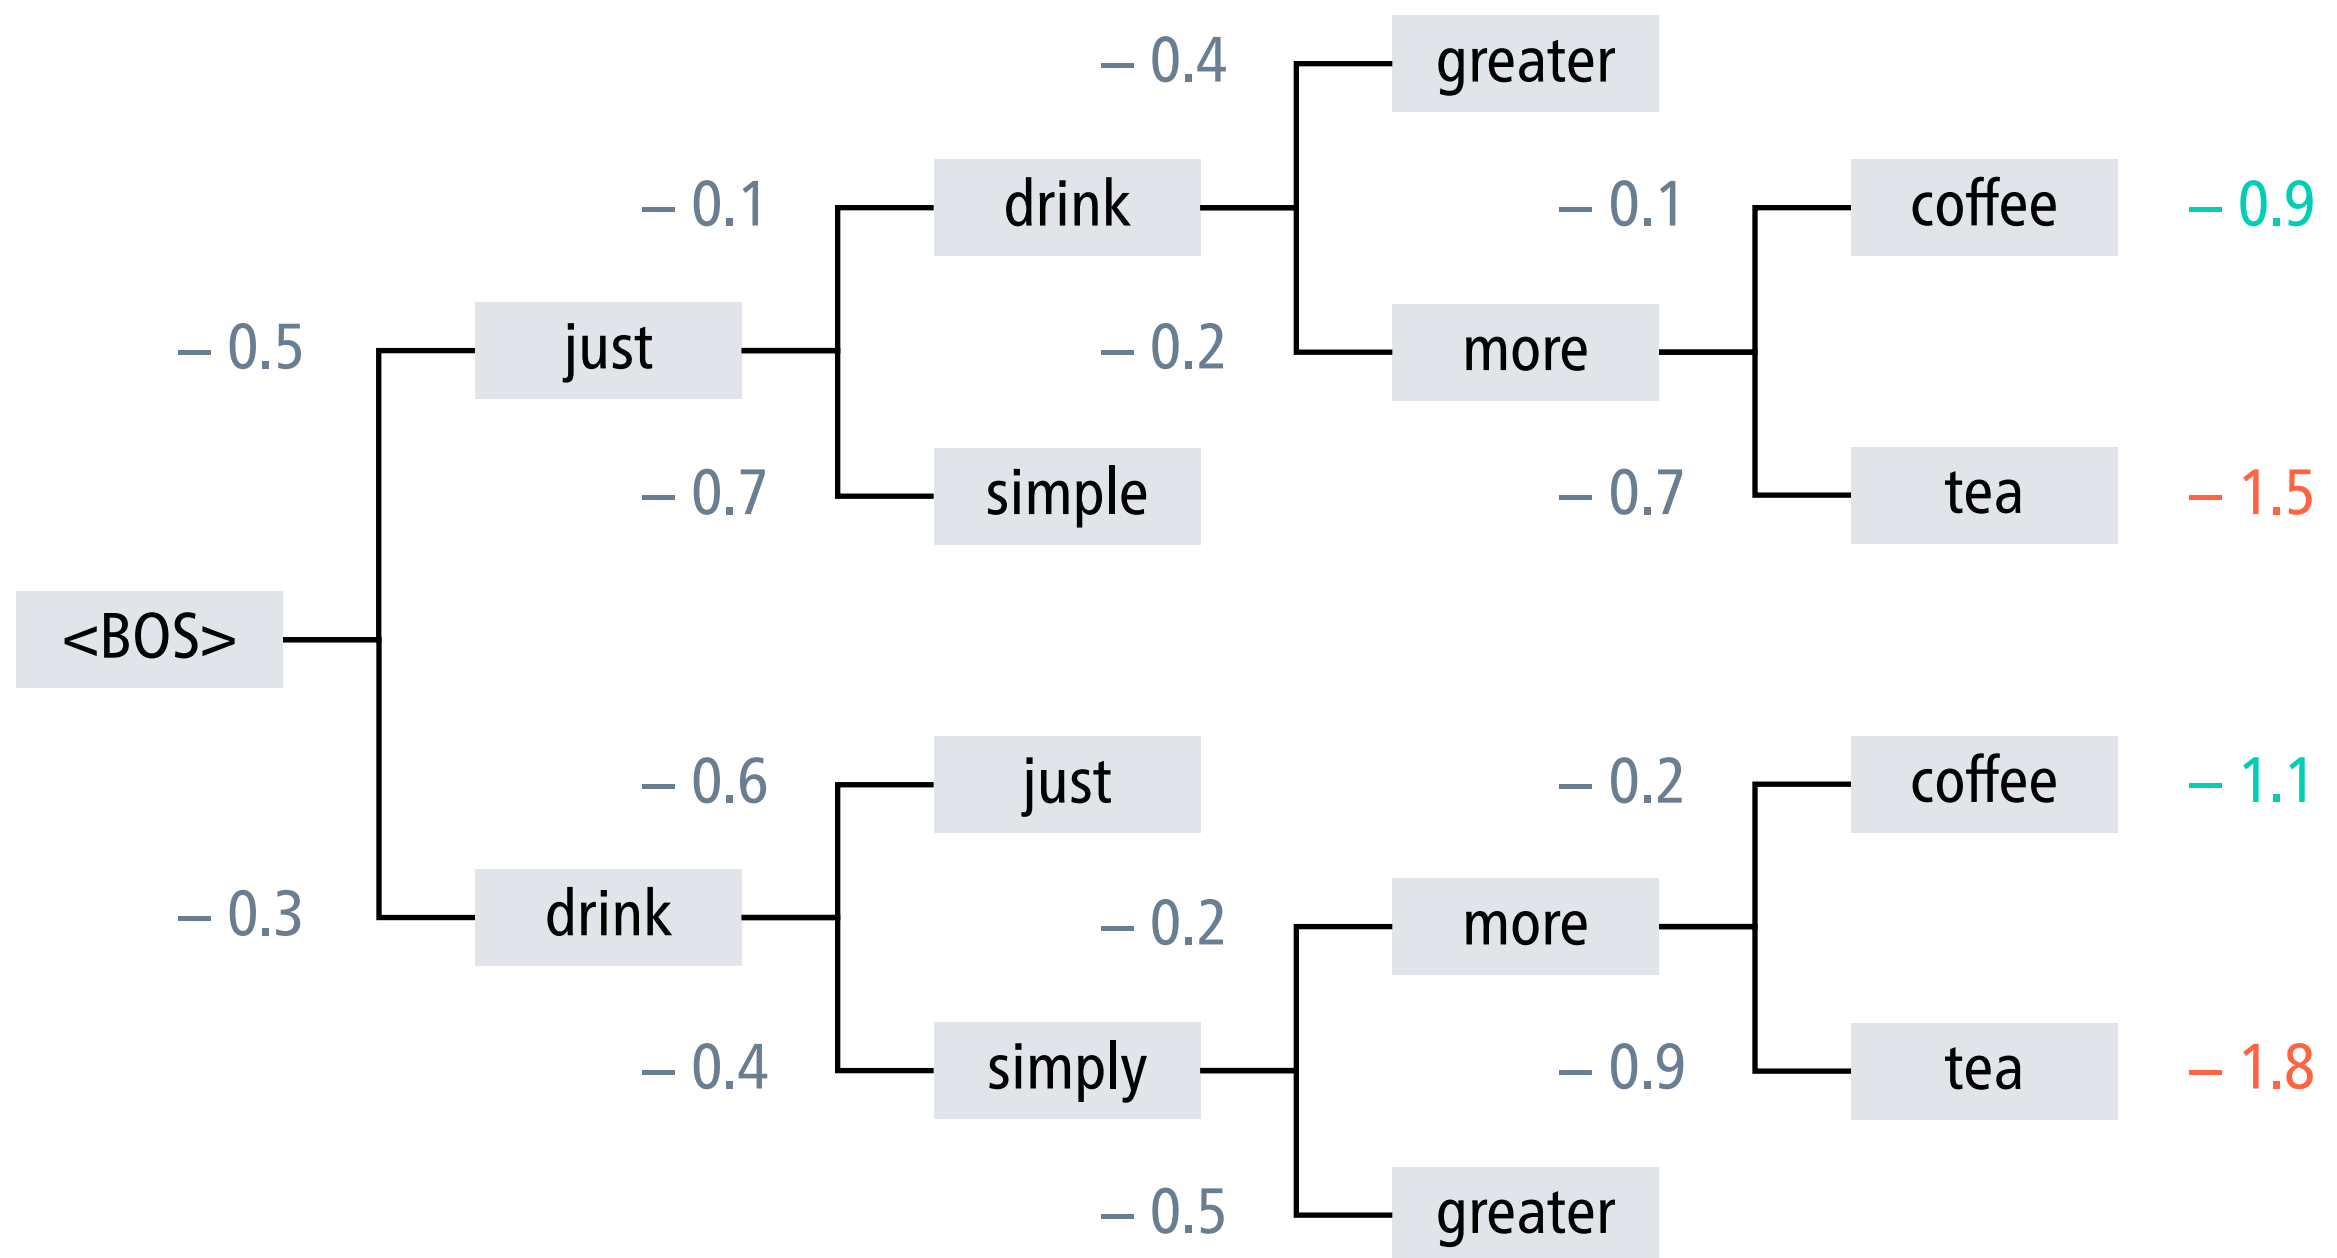 – 0.4 greater
– 0.1 drink – 0.1 coffee – 0.9
– 0.5 just – 0.2 more
– 0.7 simple – 0.7 tea – 1.5
<BOS>
– 0.6 just – 0.2 coffee – 1.1
– 0.3 drink – 0.2 more
– 0.4 simply – 0.9 tea – 1.8
– 0.5 greater